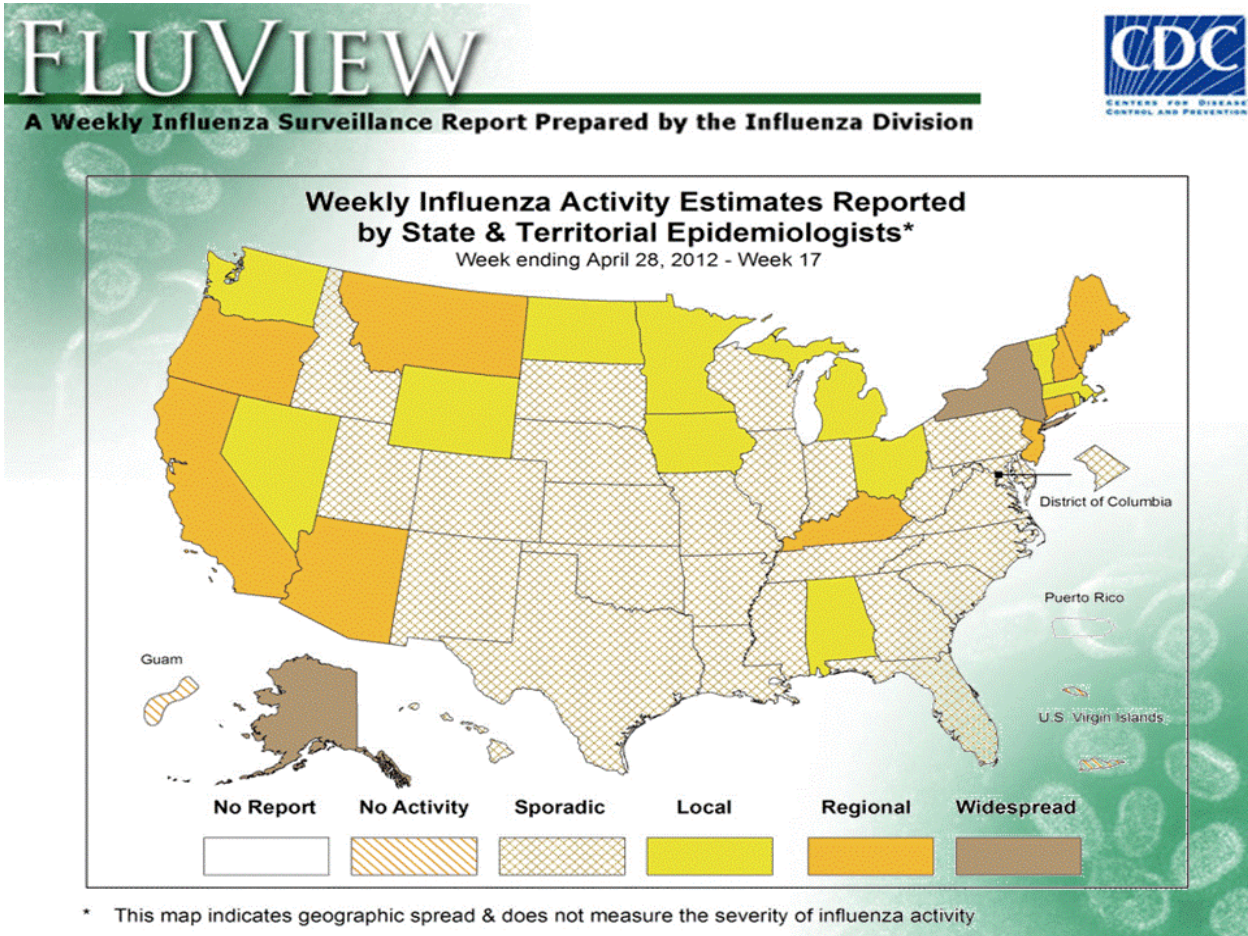 FLUVIEW
CDC
CENTERS FOR DISEASE
CONTROL AND PREVENTION
A Weekly Influenza Surveillance Report Prepared by the Influenza Division
Weekly Influenza Activity Estimates Reported
by State & Territorial Epidemiologists*
Week ending April 28, 2012 - Week 17
District of Columbia
Puerto Rico
Guam
U.S. Virgin Islands
No Report No Activity Sporadic Local Regional Widespread
* This map indicates geographic spread & does not measure the severity of influenza activity